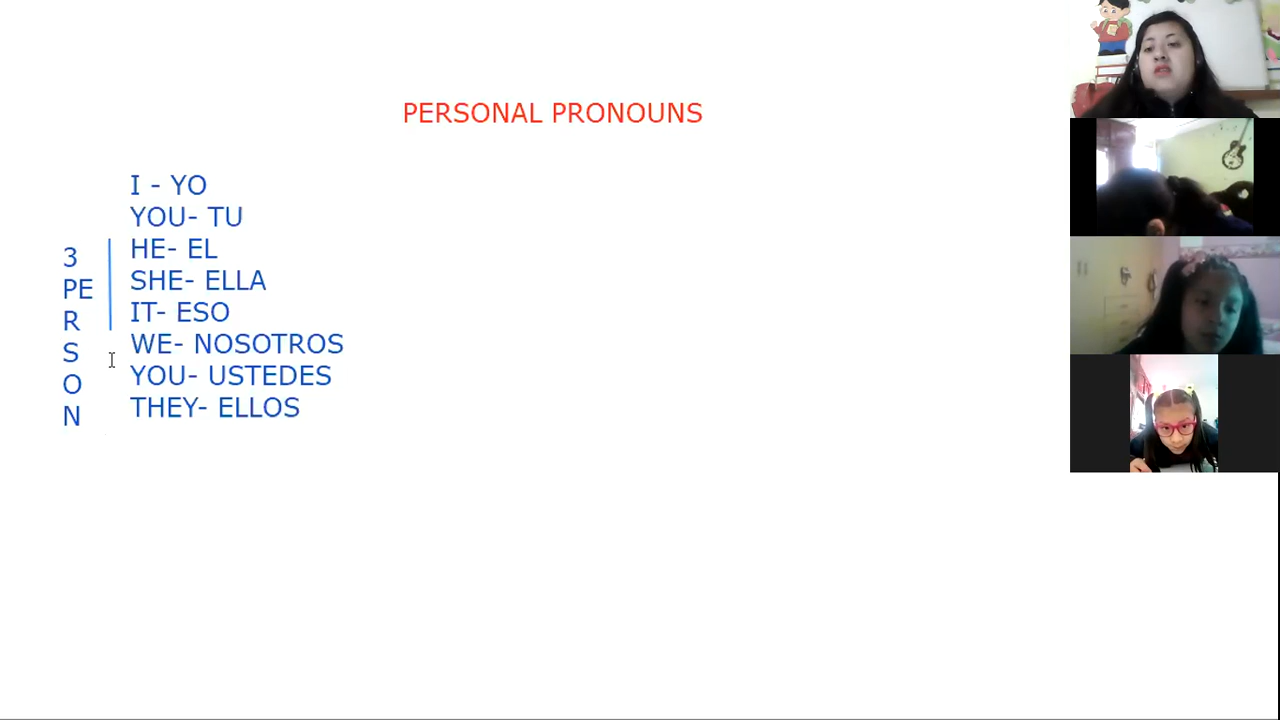 PERSONAL PRONOUNS
I - YO
YOU- TU
HE- EL
SHE- ELLA
IT- ESO
WE- NOSOTROS
YOU- USTEDES
THEY- ELLOS
3
PE
R
S
O
N